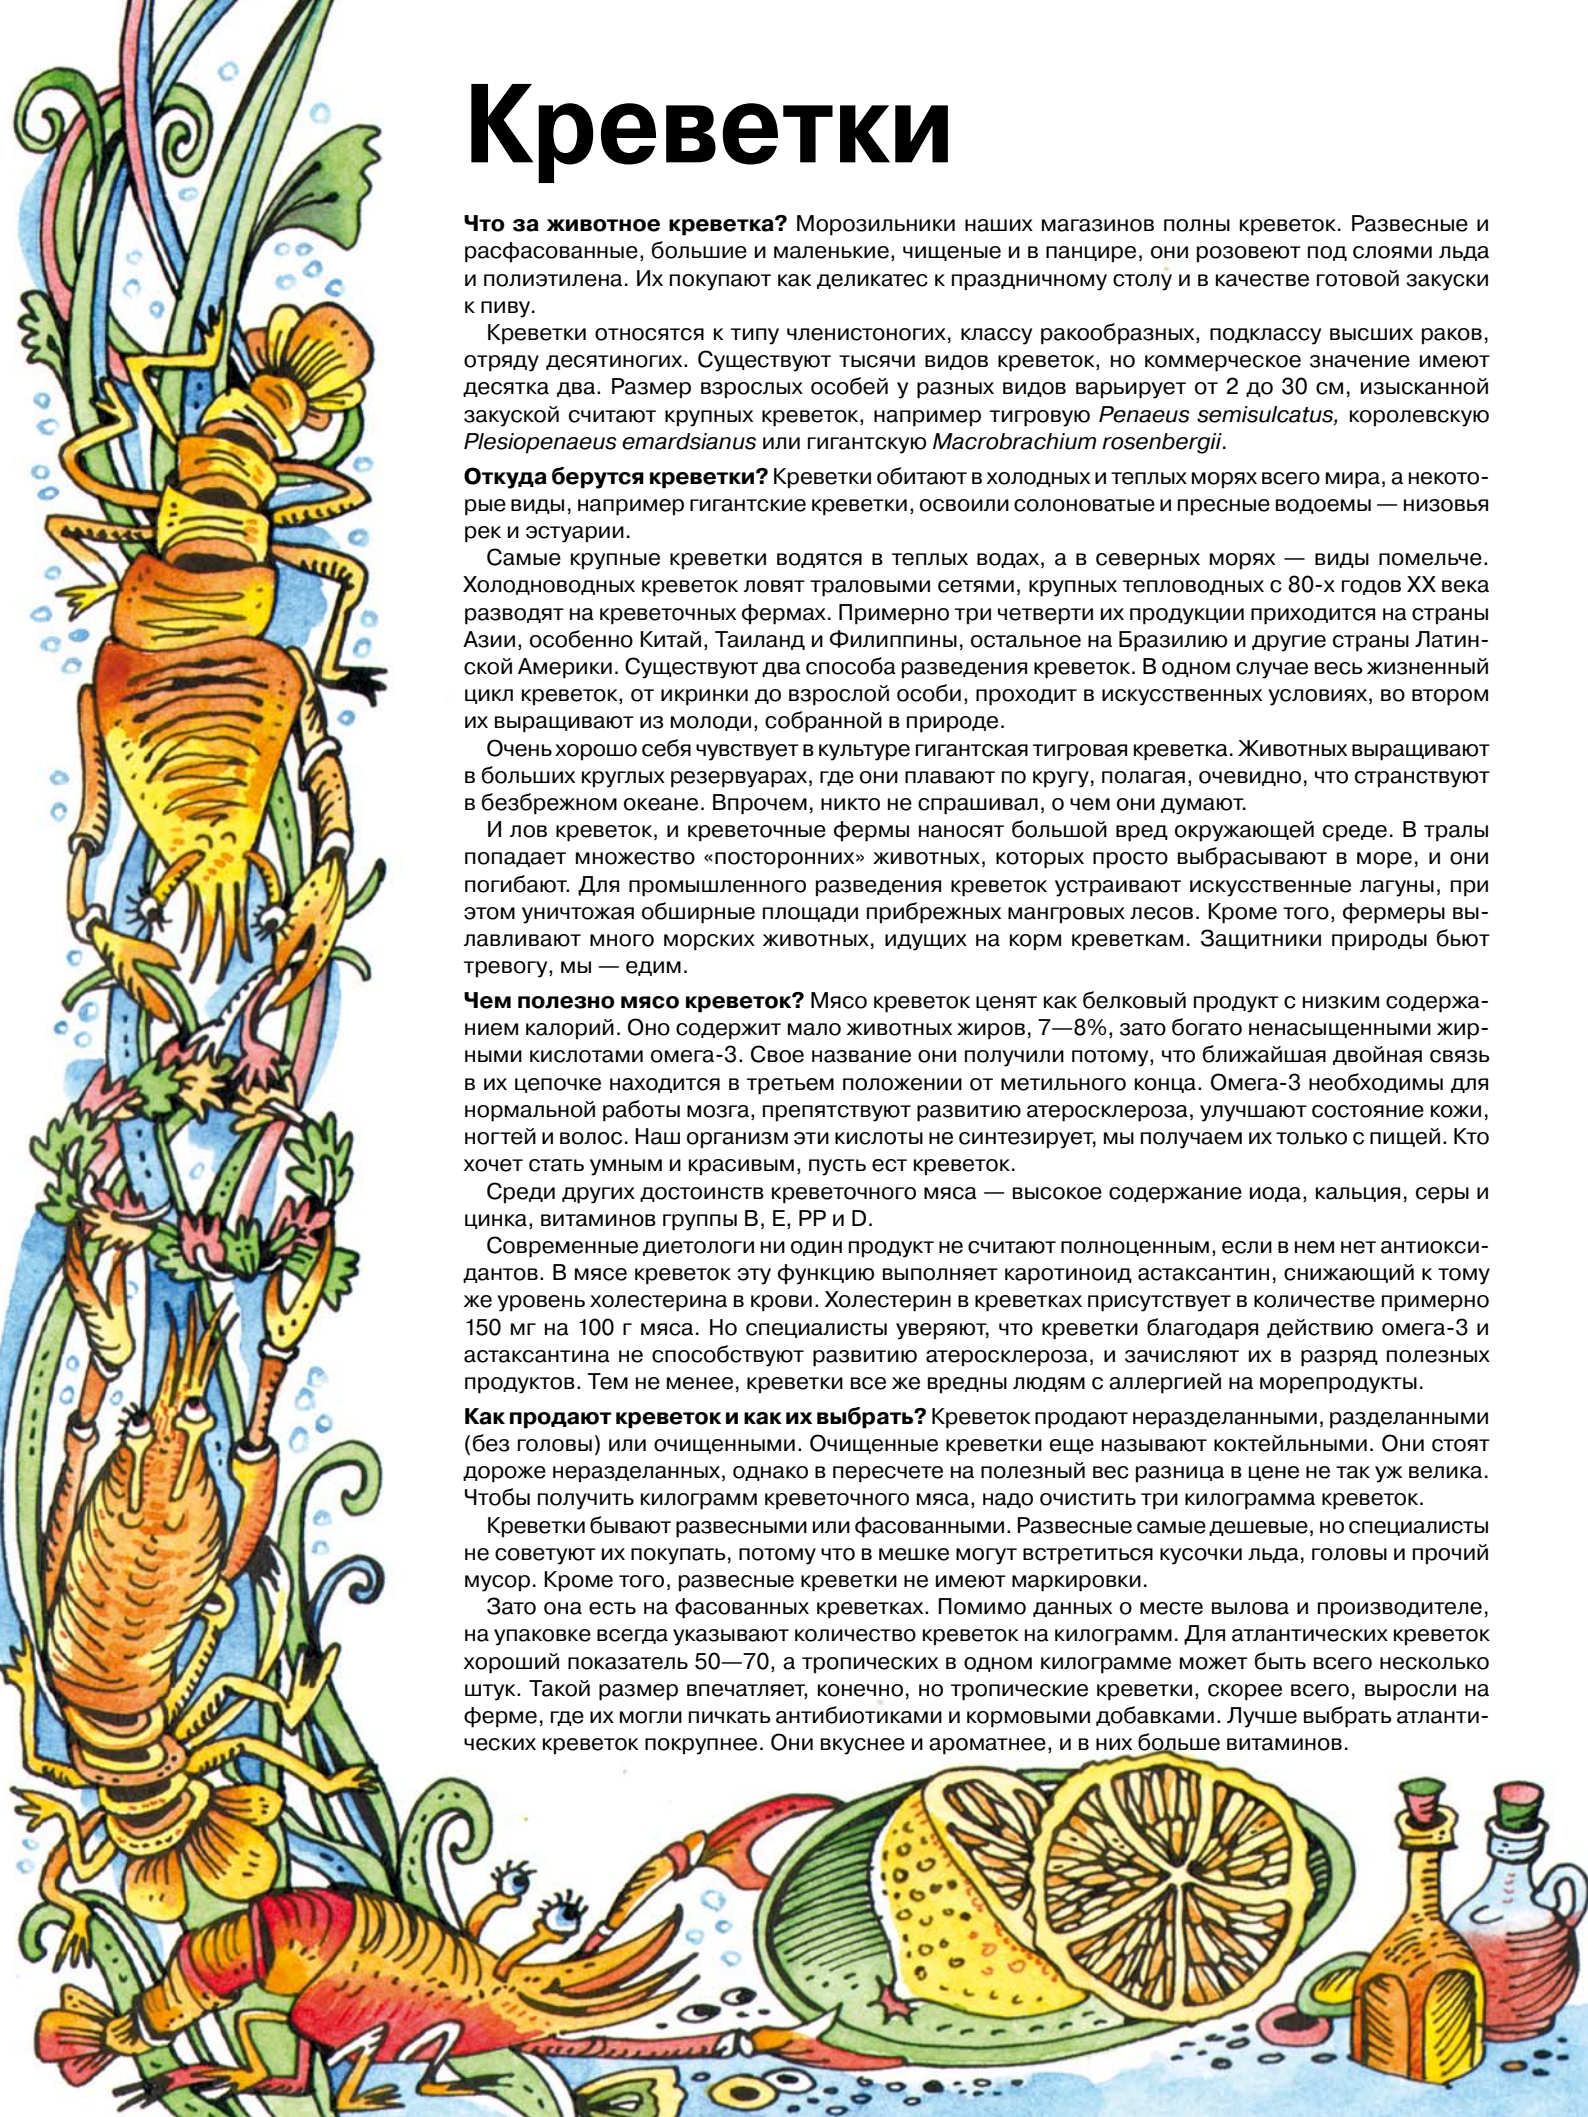 Креветки
Что за животное креветка? Морозильники наших магазинов полны креветок. Развесные и
расфасованные, большие и маленькие, чищеные и в панцире, они розовеют под слоями льда
и полиэтилена. Их покупают как деликатес к праздничному столу и в качестве готовой закуски
к пиву.
Креветки относятся к типу членистоногих, классу ракообразных, подклассу высших раков,
отряду десятиногих. Существуют тысячи видов креветок, но коммерческое значение имеют
десятка два. Размер взрослых особей у разных видов варьирует от 2 до 30 см, изысканной
закуской считают крупных креветок, например тигровую Penaeus semisulcatus, королевскую
Plesiopenaeus emardsianus или гигантскую Macrobrachium rosenbergii.
Откуда берутся креветки? Креветки обитают в холодных и теплых морях всего мира, а некото-
рые виды, например гигантские креветки, освоили солоноватые и пресные водоемы — низовья
рек и эстуарии.
Самые крупные креветки водятся в теплых водах, а в северных морях — виды помельче.
Холодноводных креветок ловят траловыми сетями, крупных тепловодных с 80-х годов XX века
разводят на креветочных фермах. Примерно три четверти их продукции приходится на страны
Азии, особенно Китай, Таиланд и Филиппины, остальное на Бразилию и другие страны Латин-
ской Америки. Существуют два способа разведения креветок. В одном случае весь жизненный
цикл креветок, от икринки до взрослой особи, проходит в искусственных условиях, во втором
их выращивают из молоди, собранной в природе.
Очень хорошо себя чувствует в культуре гигантская тигровая креветка. Животных выращивают
в больших круглых резервуарах, где они плавают по кругу, полагая, очевидно, что странствуют
в безбрежном океане. Впрочем, никто не спрашивал, о чем они думают.
И лов креветок, и креветочные фермы наносят большой вред окружающей среде. В тралы
попадает множество «посторонних» животных, которых просто выбрасывают в море, и они
погибают. Для промышленного разведения креветок устраивают искусственные лагуны, при
этом уничтожая обширные площади прибрежных мангровых лесов. Кроме того, фермеры вы-
лавливают много морских животных, идущих на корм креветкам. Защитники природы бьют
тревогу, мы — едим.
Чем полезно мясо креветок? Мясо креветок ценят как белковый продукт с низким содержа-
нием калорий. Оно содержит мало животных жиров, 7—8%, зато богато ненасыщенными жир-
ными кислотами омега-3. Свое название они получили потому, что ближайшая двойная связь
в их цепочке находится в третьем положении от метильного конца. Омега-3 необходимы для
нормальной работы мозга, препятствуют развитию атеросклероза, улучшают состояние кожи,
ногтей и волос. Наш организм эти кислоты не синтезирует, мы получаем их только с пищей. Кто
хочет стать умным и красивым, пусть ест креветок.
Среди других достоинств креветочного мяса — высокое содержание иода, кальция, серы и
цинка, витаминов группы В, Е, РР и D.
Современные диетологи ни один продукт не считают полноценным, если в нем нет антиокси-
дантов. В мясе креветок эту функцию выполняет каротиноид астаксантин, снижающий к тому
же уровень холестерина в крови. Холестерин в креветках присутствует в количестве примерно
150 мг на 100 г мяса. Но специалисты уверяют, что креветки благодаря действию омега-3 и
астаксантина не способствуют развитию атеросклероза, и зачисляют их в разряд полезных
продуктов. Тем не менее, креветки все же вредны людям с аллергией на морепродукты.
Как продают креветок и как их выбрать? Креветок продают неразделанными, разделанными
(без головы) или очищенными. Очищенные креветки еще называют коктейльными. Они стоят
дороже неразделанных, однако в пересчете на полезный вес разница в цене не так уж велика.
Чтобы получить килограмм креветочного мяса, надо очистить три килограмма креветок.
Креветки бывают развесными или фасованными. Развесные самые дешевые, но специалисты
не советуют их покупать, потому что в мешке могут встретиться кусочки льда, головы и прочий
мусор. Кроме того, развесные креветки не имеют маркировки.
Зато она есть на фасованных креветках. Помимо данных о месте вылова и производителе,
на упаковке всегда указывают количество креветок на килограмм. Для атлантических креветок
хороший показатель 50—70, а тропических в одном килограмме может быть всего несколько
штук. Такой размер впечатляет, конечно, но тропические креветки, скорее всего, выросли на
ферме, где их могли пичкать антибиотиками и кормовыми добавками. Лучше выбрать атланти-
ческих креветок покрупнее. Они вкуснее и ароматнее, и в них больше витаминов.